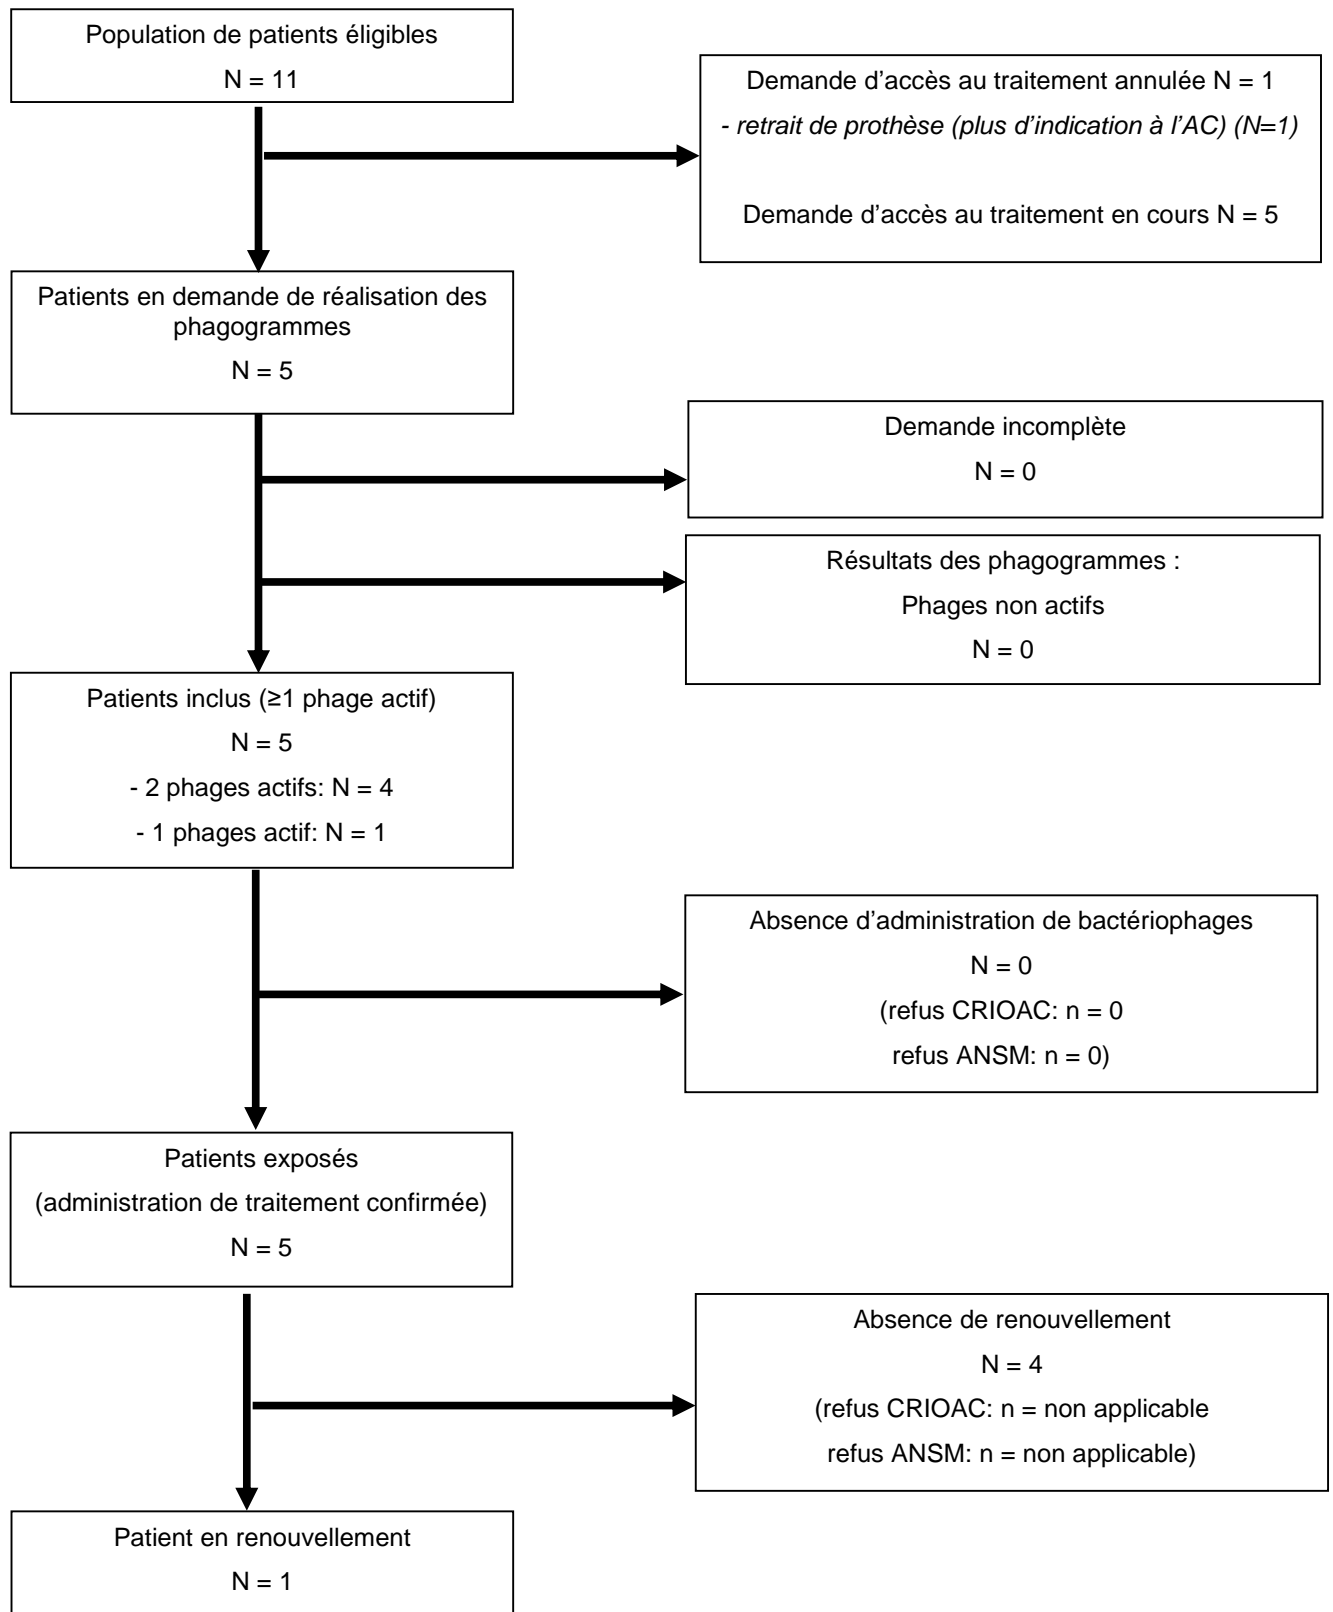 Population de patients éligibles
N = 11
Demande d’accès au traitement annulée N = 1
- retrait de prothèse (plus d’indication à l’AC) (N=1)
Demande d’accès au traitement en cours N = 5
Patients en demande de réalisation des
phagogrammes
N = 5
Demande incomplète
N = 0
Résultats des phagogrammes :
Phages non actifs
N = 0
Patients inclus (≥1 phage actif)
N = 5
- 2 phages actifs: N = 4
- 1 phages actif: N = 1
Absence d’administration de bactériophages
N = 0
(refus CRIOAC: n = 0
refus ANSM: n = 0)
Patients exposés
(administration de traitement confirmée)
N = 5
Absence de renouvellement
N = 4
(refus CRIOAC: n = non applicable
refus ANSM: n = non applicable)
Patient en renouvellement
N = 1